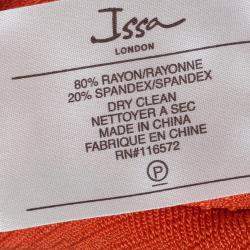 Issa
LONDON
80% RAYON/RAYONNE
20% SPANDEX/SPANDEX
DRY CLEAN
NETTOYER A SEC
MADE IN CHINA
FABRIQUE EN CHINE
RN#116572
P